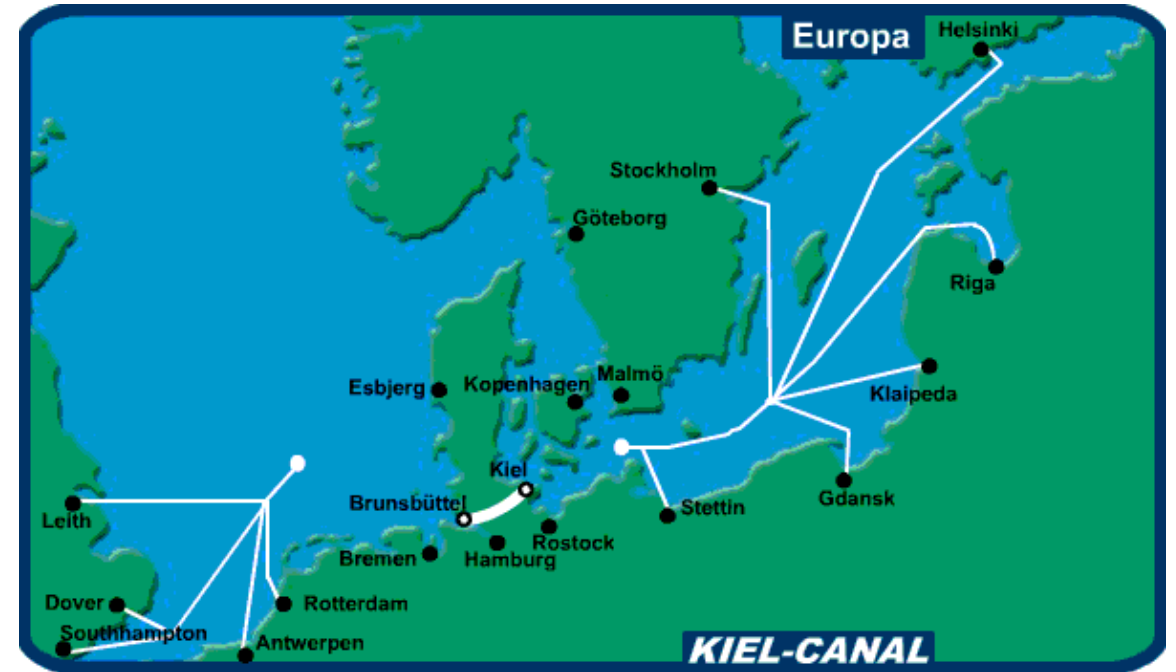 Europa
Helsinki
Stockholm
Göteborg
Riga
Esbjerg
Kopenhagen
Malmö
Klaipeda
Kiel
Brunsbüttel
Leith
Stettin
Gdansk
Bremen
Hamburg
Rostock
Dover
Rotterdam
Southhampton
Antwerpen
KIEL-CANAL